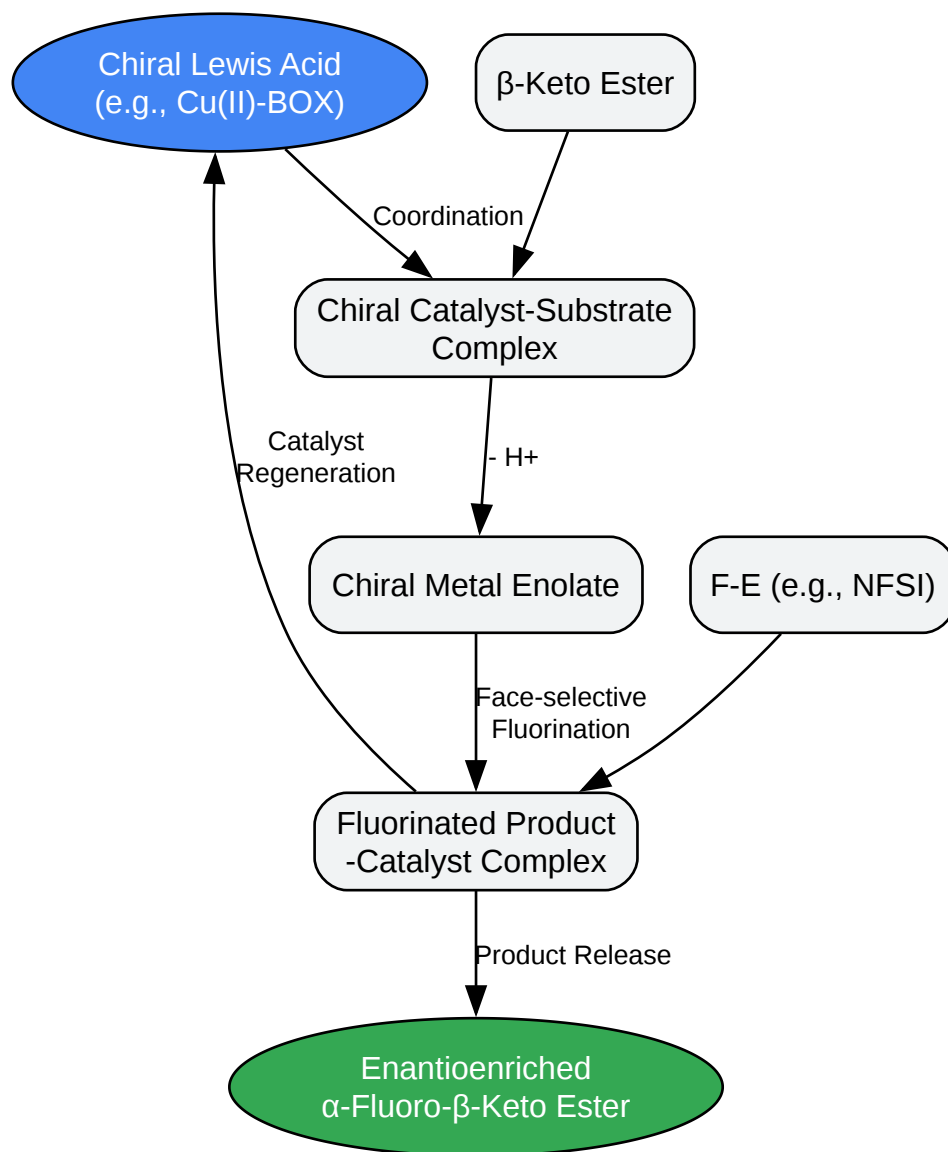 Chiral Lewis Acid
(e.g., Cu(II)-BOX)
β-Keto Ester
Coordination
Chiral Catalyst-Substrate
Complex
Catalyst
Regeneration
- H+
Chiral Metal Enolate
F-E (e.g., NFSI)
Face-selective
Fluorination
Fluorinated Product
-Catalyst Complex
Product Release
Enantioenriched
α-Fluoro-β-Keto Ester